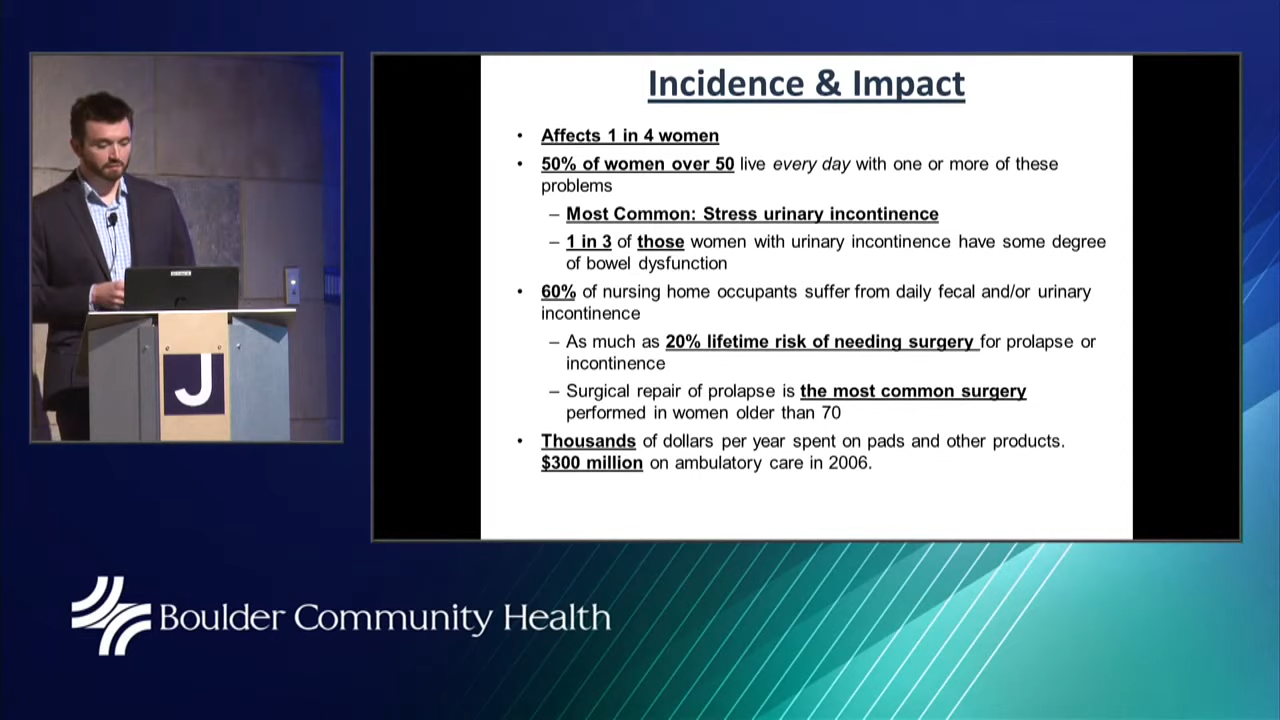 Incidence & Impact
• Affects 1 in 4 women
• 50% of women over 50 live every day with one or more of these
problems
– Most Common: Stress urinary incontinence
– 1 in 3 of those women with urinary incontinence have some degree
of bowel dysfunction
• 60% of nursing home occupants suffer from daily fecal and/or urinary
incontinence
– As much as 20% lifetime risk of needing surgery for prolapse or
incontinence
– Surgical repair of prolapse is the most common surgery
performed in women older than 70
• Thousands of dollars per year spent on pads and other products.
$300 million on ambulatory care in 2006.
J
Boulder Community Health